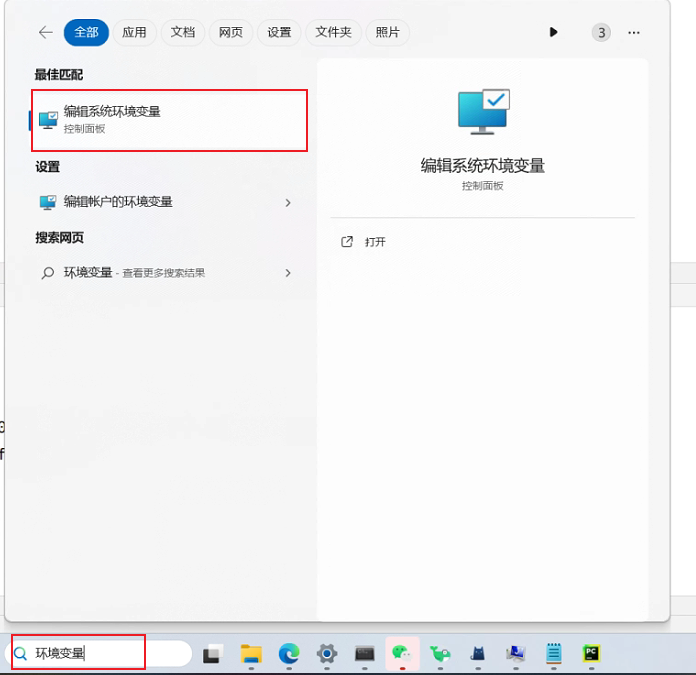 全部 应用 文档 网页 设置 文件夹 照片 3 ...
最佳匹配
编辑系统环境变量
控制面板
设置
编辑帐户的环境变量
搜索网页
环境变量 - 查看更多搜索结果
编辑系统环境变量
控制面板
打开
环境变量
PC